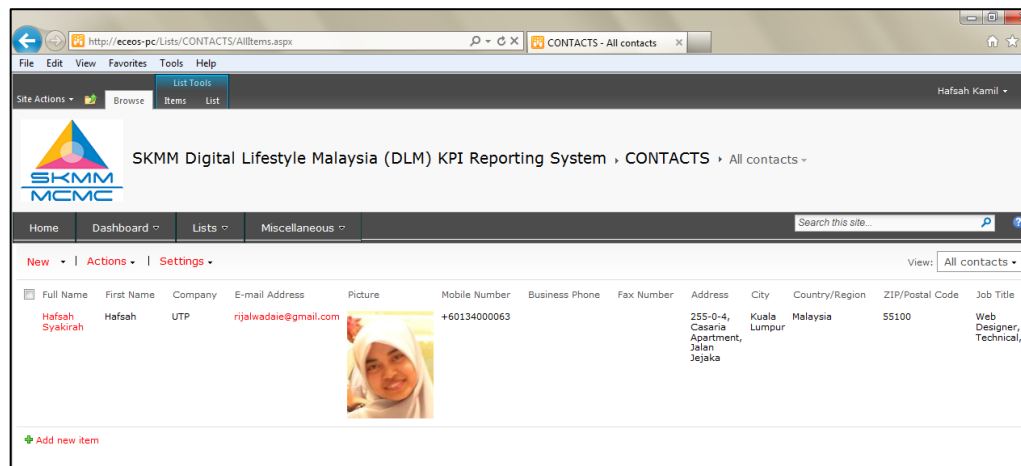 http://eceos-pc/Lists/CONTACTS/AllItems.aspx
CONTACTS - All contacts
File Edit View Favorites Tools Help
List Tools
Site Actions Browse Items List
Hafsah Kamil
SKMM
MCMC
SKMM Digital Lifestyle Malaysia (DLM) KPI Reporting System CONTACTS All contacts
Home Dashboard Lists Miscellaneous
Search this site...
New Actions Settings
View: All contacts
Full Name First Name Company E-mail Address Picture Mobile Number Business Phone Fax Number Address City Country/Region ZIP/Postal Code Job Title
Hafsah Hafsah UTP rijalwadaie@gmail.com +60134000063 255-0-4, Kuala Malaysia 55100 Web
Syakirah Casaria Lumpur Designer,
Apartment, Technical,
Jalan
Jejaka
Add new item